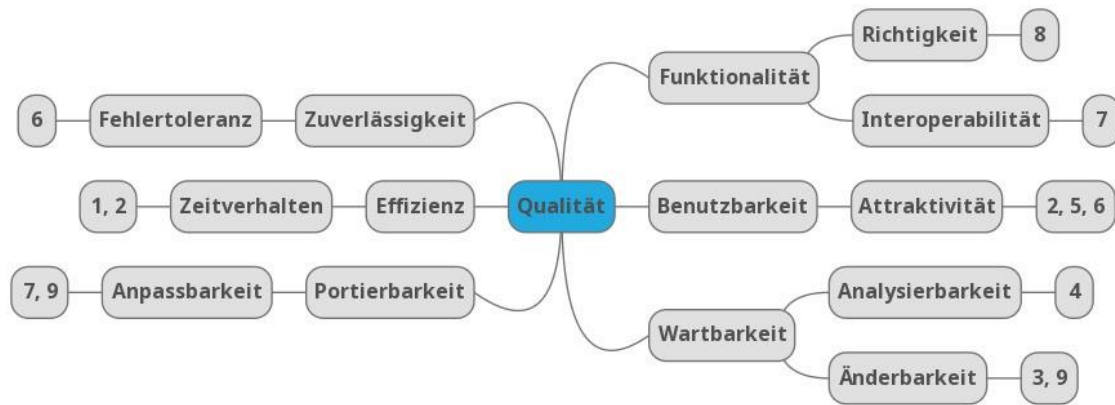 Qualität
Funktionalität
Richtigkeit
8
Interoperabilität
7
Benutzbarkeit
Attraktivität
2, 5, 6
Wartbarkeit
Analysierbarkeit
4
Änderbarkeit
3, 9
Zuverlässigkeit
Fehlertoleranz
6
Effizienz
Zeitverhalten
1, 2
Portierbarkeit
Anpassbarkeit
7, 9